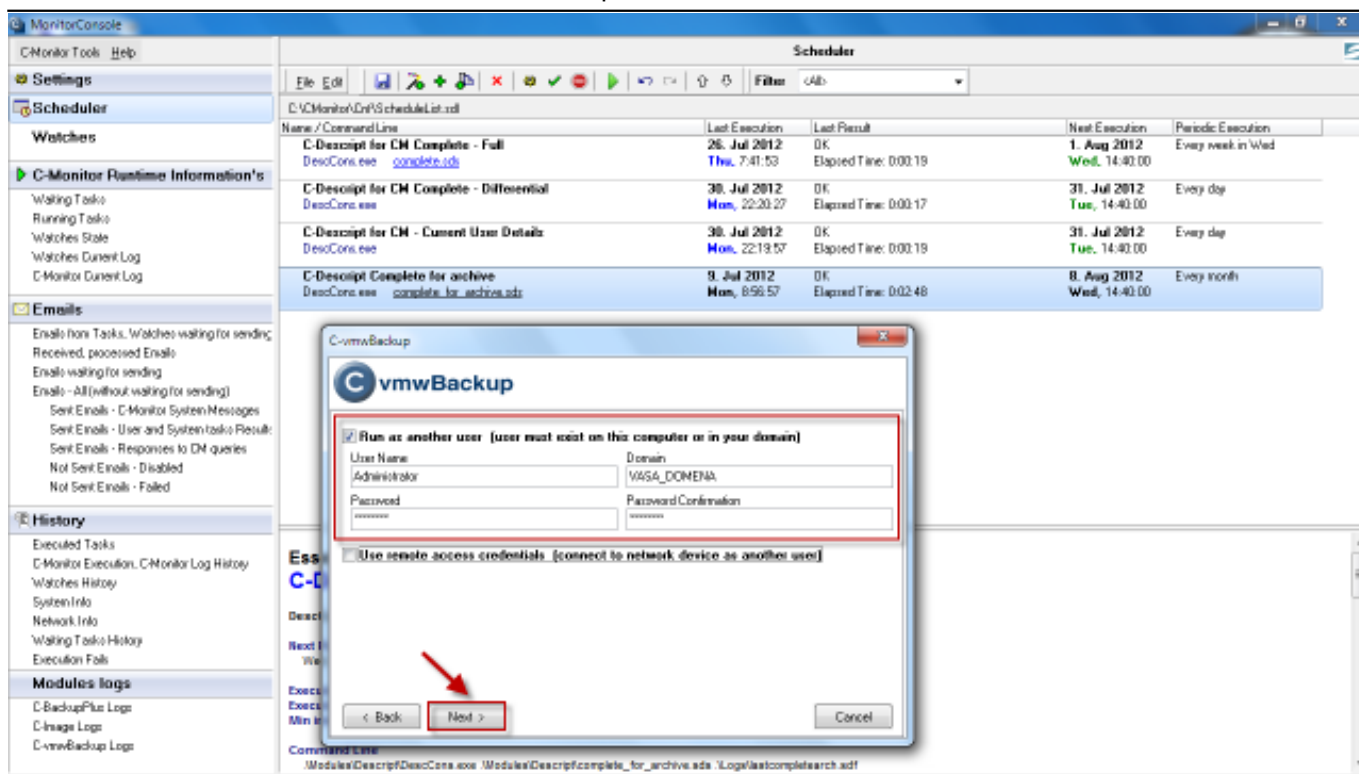 MonitorConsole
C-Monitor Tools Help
Scheduler
Settings
Scheduler
Watches
C-Monitor Runtime Information's
Waiting Tasks
Running Tasks
Watches State
Watches Current Log
C-Monitor Current Log
Emails
Emails from Tasks, Watches waiting for sending
Received, processed Emails
Emails waiting for sending
Emails - All (without waiting for sending)
Sent Emails - C-Monitor System Messages
Sent Emails - User and System tasks Results
Sent Emails - Responces to CM queries
Not Sent Emails - Disabled
Not Sent Emails - Failed
History
Executed Tasks
C-Monitor Execution, C-Monitor Log History
Watches History
System Info
Network Info
Waiting Tasks History
Execution Fails
Modules logs
C-BackupPlus Logs
C-Image Logs
C-vmwBackup Logs
File Edit Filter <All>
C:\CMonitor\Cnf\ScheduleList.xdl
Name / Command Line Last Execution Last Result Next Execution Periodic Execution
C-Descript for CM Complete - Full 26. Jul 2012 OK 1. Aug 2012 Every week in Wed
DescCons.exe complete.sds Thu, 7:41:53 Elapsed Time: 0:00:19 Wed, 14:40:00
C-Descript for CM Complete - Differential 30. Jul 2012 OK 31. Jul 2012 Every day
DescCons.exe Mon, 22:20:27 Elapsed Time: 0:00:17 Tue, 14:40:00
C-Descript for CM - Current User Details 30. Jul 2012 OK 31. Jul 2012 Every day
DescCons.exe Mon, 22:19:57 Elapsed Time: 0:00:19 Tue, 14:40:00
C-Descript Complete for archive 9. Jul 2012 OK 8. Aug 2012 Every month
DescCons.exe complete_for_archive.sds Mon, 8:56:57 Elapsed Time: 0:02:48 Wed, 14:40:00
C-vmwBackup
C vmwBackup
Run as another user (user must exist on this computer or in your domain)
User Name Domain
Administrator VASA_DOMENA
Password Password Confirmation
******** ********
Use remote access credentials (connect to network device as another user)
< Back Next > Cancel
Ess
C-D
Descr
Next
We
Execu
Execu
Min in
Command Line
.\Modules\Descript\DescCons.exe .\Modules\Descript\complete_for_archive.sds .\Logs\lastcompletearch.sdf